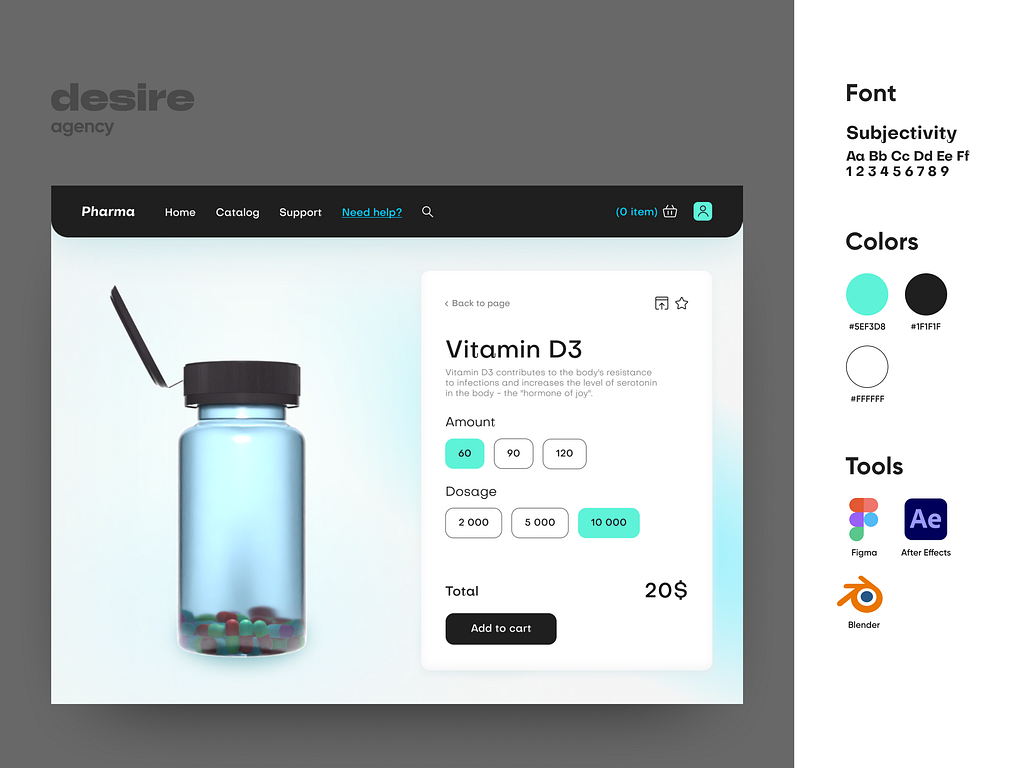 desire
agency
Pharma
Home
Catalog
Support
Need help?
(0 item)
‹ Back to page
Vitamin D3
Vitamin D3 contributes to the body's resistance
to infections and increases the level of serotonin
in the body - the "hormone of joy".
Amount
60
90
120
Dosage
2 000
5 000
10 000
Total
20$
Add to cart
Font
Subjectivity
Aa Bb Cc Dd Ee Ff
1 2 3 4 5 6 7 8 9
Colors
#5EF3D8
#1F1F1F
#FFFFFF
Tools
Ae
Figma
After Effects
Blender